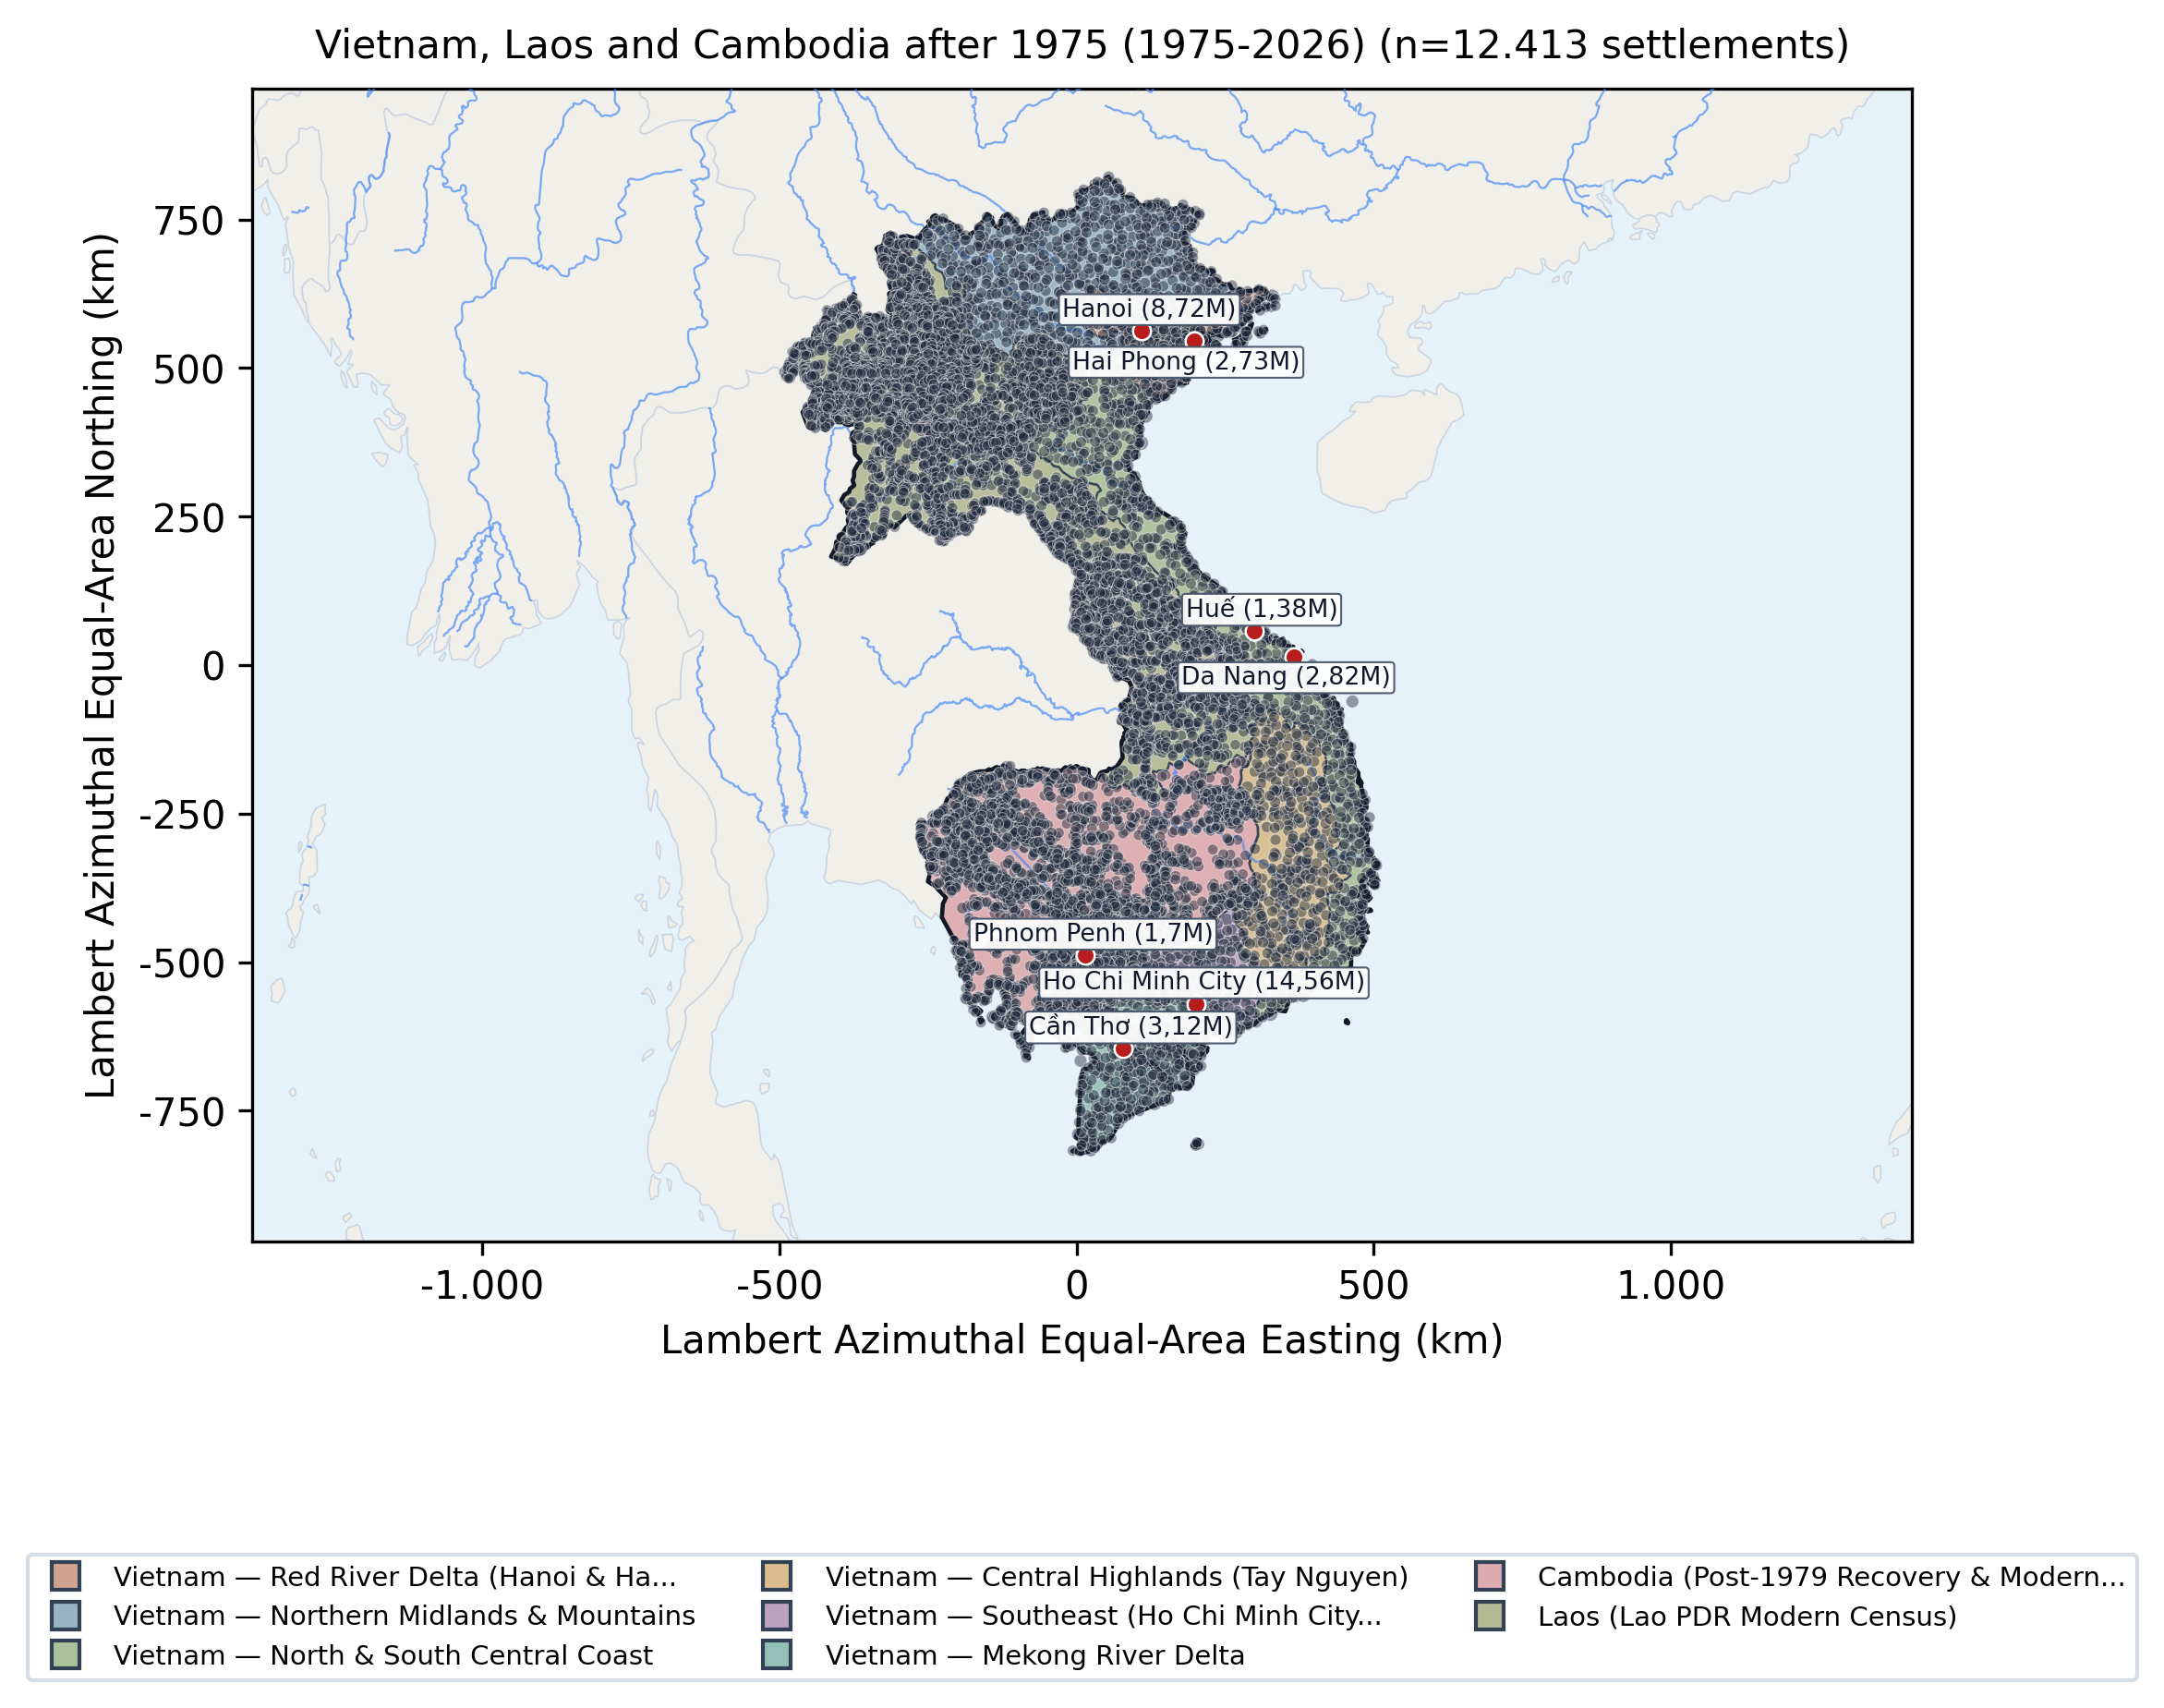 Vietnam, Laos and Cambodia after 1975 (1975-2026) (n=12.413 settlements)
Lambert Azimuthal Equal-Area Northing (km)
750
500
250
0
-250
-500
-750
Hanoi (8,72M)
Hai Phong (2,73M)
Huế (1,38M)
Da Nang (2,82M)
Phnom Penh (1,7M)
Ho Chi Minh City (14,56M)
Cần Thơ (3,12M)
-1.000
-500
0
500
1.000
Lambert Azimuthal Equal-Area Easting (km)
Vietnam — Red River Delta (Hanoi & Ha...
Vietnam — Northern Midlands & Mountains
Vietnam — North & South Central Coast
Vietnam — Central Highlands (Tay Nguyen)
Vietnam — Southeast (Ho Chi Minh City...
Vietnam — Mekong River Delta
Cambodia (Post-1979 Recovery & Modern...
Laos (Lao PDR Modern Census)